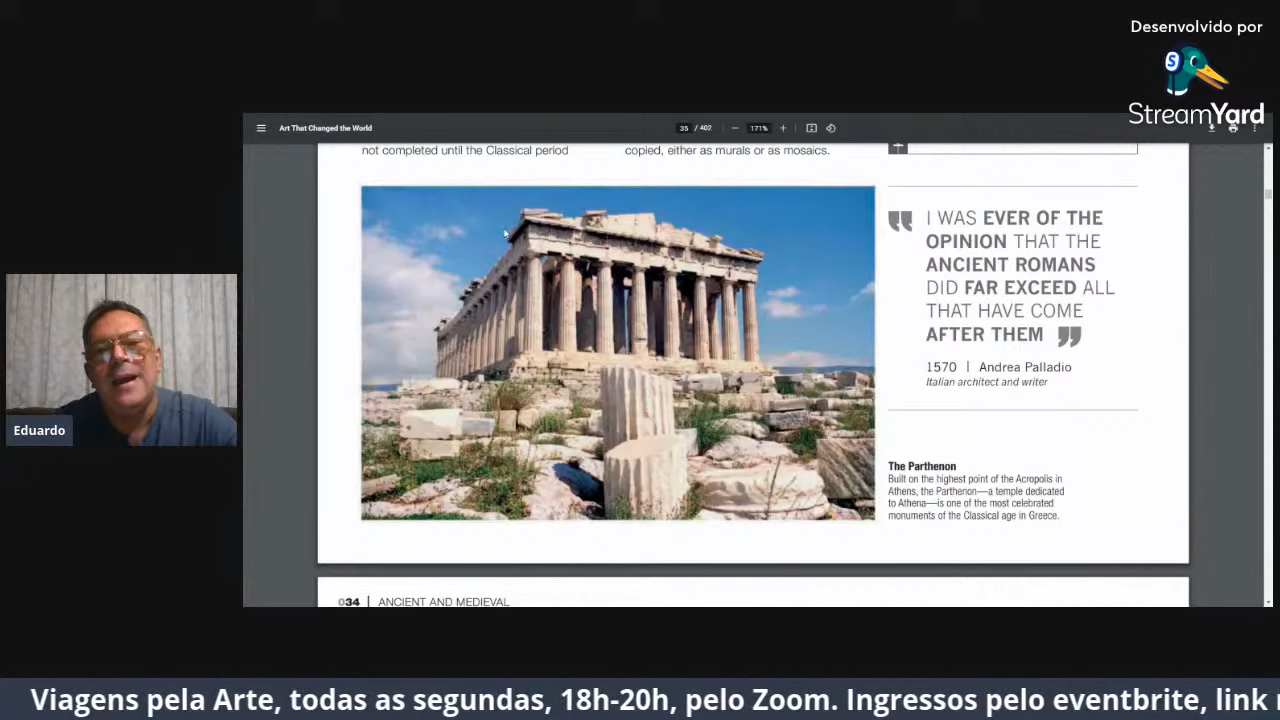 Desenvolvido por
StreamYard
Art That Changed the World
35 / 402
171%
not completed until the Classical period
copied, either as murals or as mosaics.
I WAS EVER OF THE
OPINION THAT THE
ANCIENT ROMANS
DID FAR EXCEED ALL
THAT HAVE COME
AFTER THEM
1570 | Andrea Palladio
Italian architect and writer
The Parthenon
Built on the highest point of the Acropolis in
Athens, the Parthenon—a temple dedicated
to Athena—is one of the most celebrated
monuments of the Classical age in Greece.
034 | ANCIENT AND MEDIEVAL
Eduardo
Viagens pela Arte, todas as segundas, 18h-20h, pelo Zoom. Ingressos pelo eventbrite, link